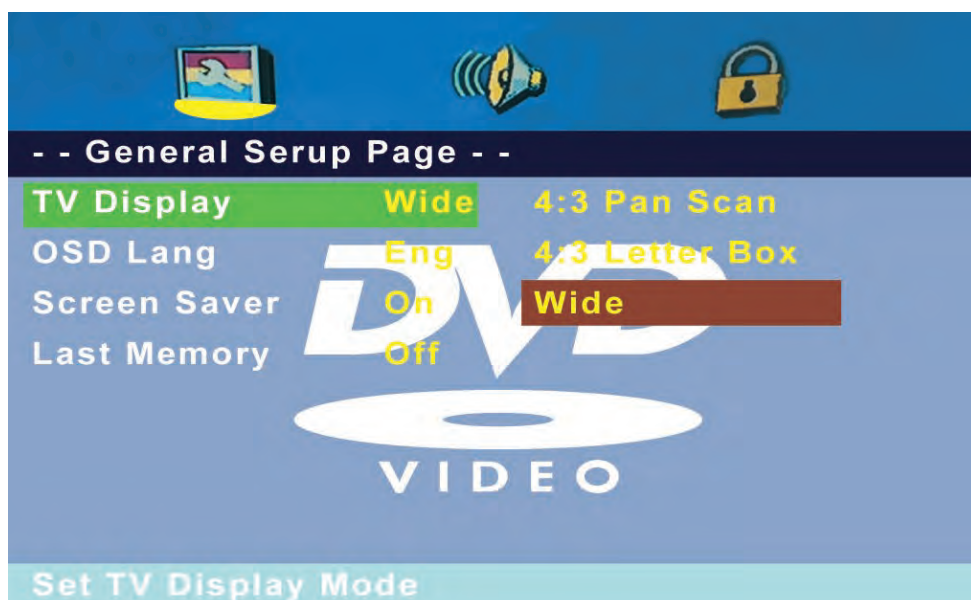 - - General Serup Page - -
TV Display Wide 4:3 Pan Scan
OSD Lang Eng 4:3 Letter Box
Screen Saver On Wide
Last Memory Off
DVD
VIDEO
Set TV Display Mode